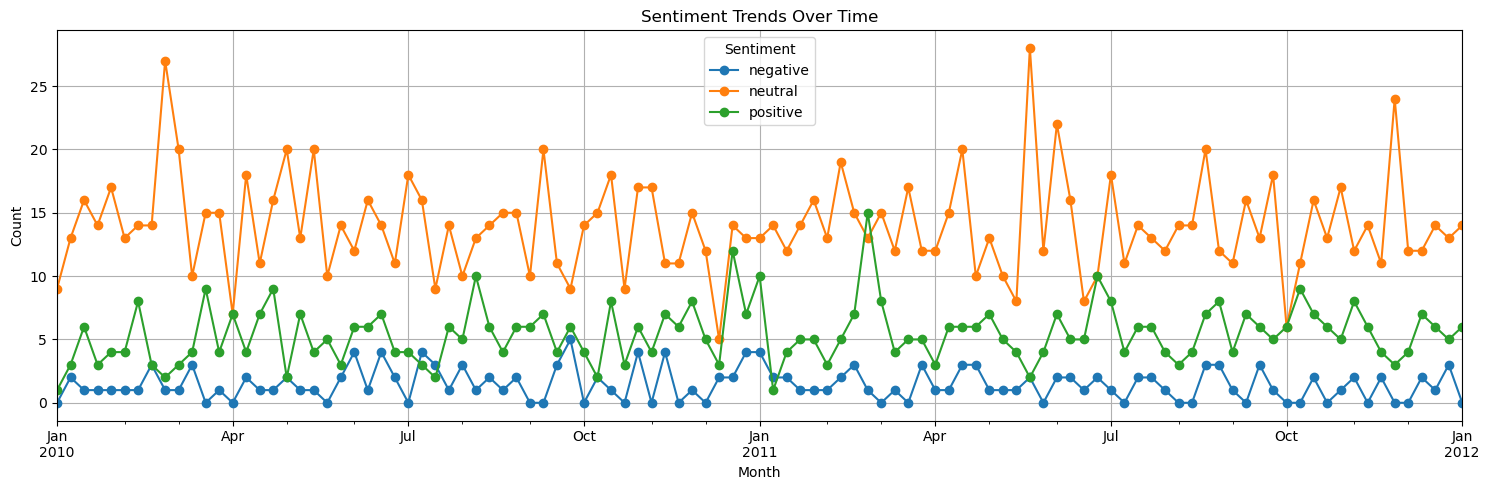 Sentiment Trends Over Time
Sentiment
negative
neutral
positive
Count
25
20
15
10
5
0
Jan Apr Jul Oct Jan Apr Jul Oct Jan
2010 2011 2012
Month